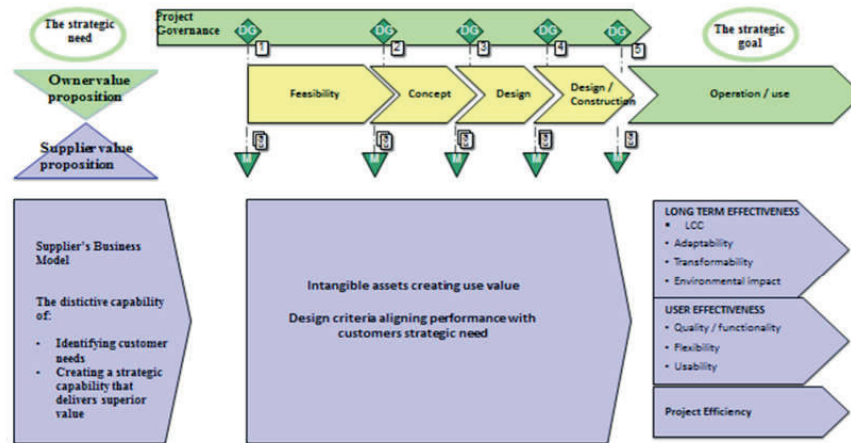 The strategic
need
Project
Governance
DG
DG
DG
DG
DG
1
2
3
4
5
The strategic
goal
Owner value
proposition
Feasibility
Concept
Design
Design /
Construction
Operation / use
Supplier value
proposition
M
M
M
M
M
Supplier's Business
Model
The distictive capability
of:
• Identifying customer
needs
• Creating a strategic
capability that
delivers superior
value
Intangible assets creating use value
Design criteria aligning performance with
customers strategic need
LONG TERM EFFECTIVENESS
• LCC
• Adaptability
• Transformability
• Environmental impact
USER EFFECTIVENESS
• Quality / functionality
• Flexibility
• Usability
Project Efficiency